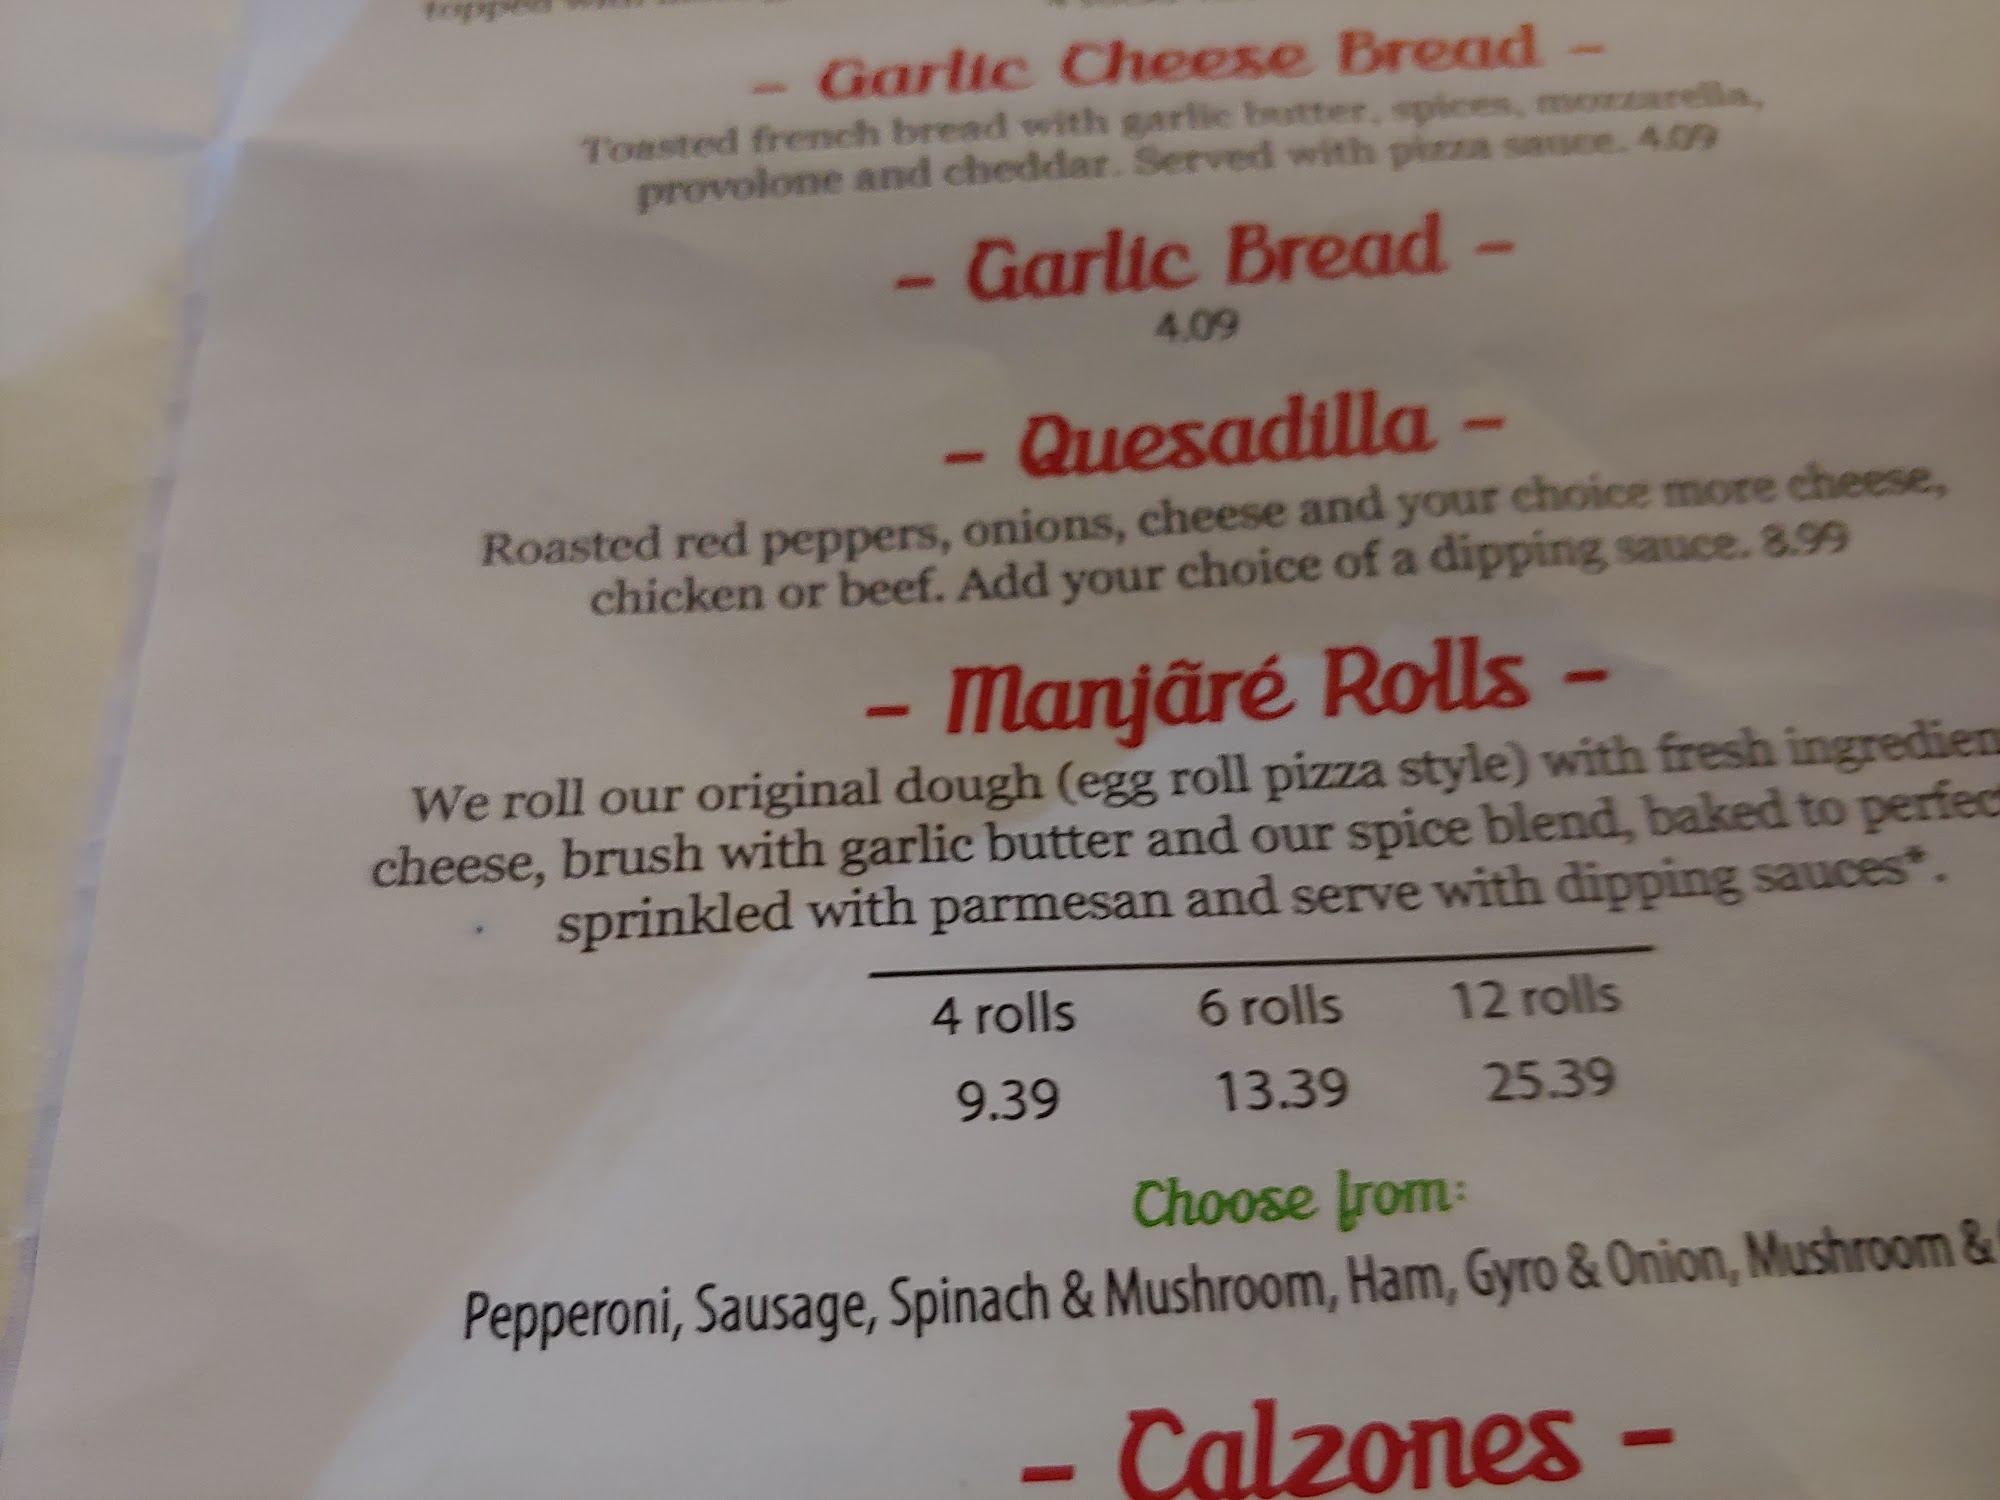 topped with
- Garlic Cheese Bread -
Toasted french bread with garlic butter, spices, mozzarella,
provolone and cheddar. Served with pizza sauce. 4.09
- Garlic Bread -
4.09
- Quesadilla -
Roasted red peppers, onions, cheese and your choice more cheese,
chicken or beef. Add your choice of a dipping sauce. 8.99
- Manjãré Rolls -
We roll our original dough (egg roll pizza style) with fresh ingredien
cheese, brush with garlic butter and our spice blend, baked to perfec
sprinkled with parmesan and serve with dipping sauces*.
4 rolls 6 rolls 12 rolls
9.39 13.39 25.39
Choose from:
Pepperoni, Sausage, Spinach & Mushroom, Ham, Gyro & Onion, Mushroom &
- Calzones -